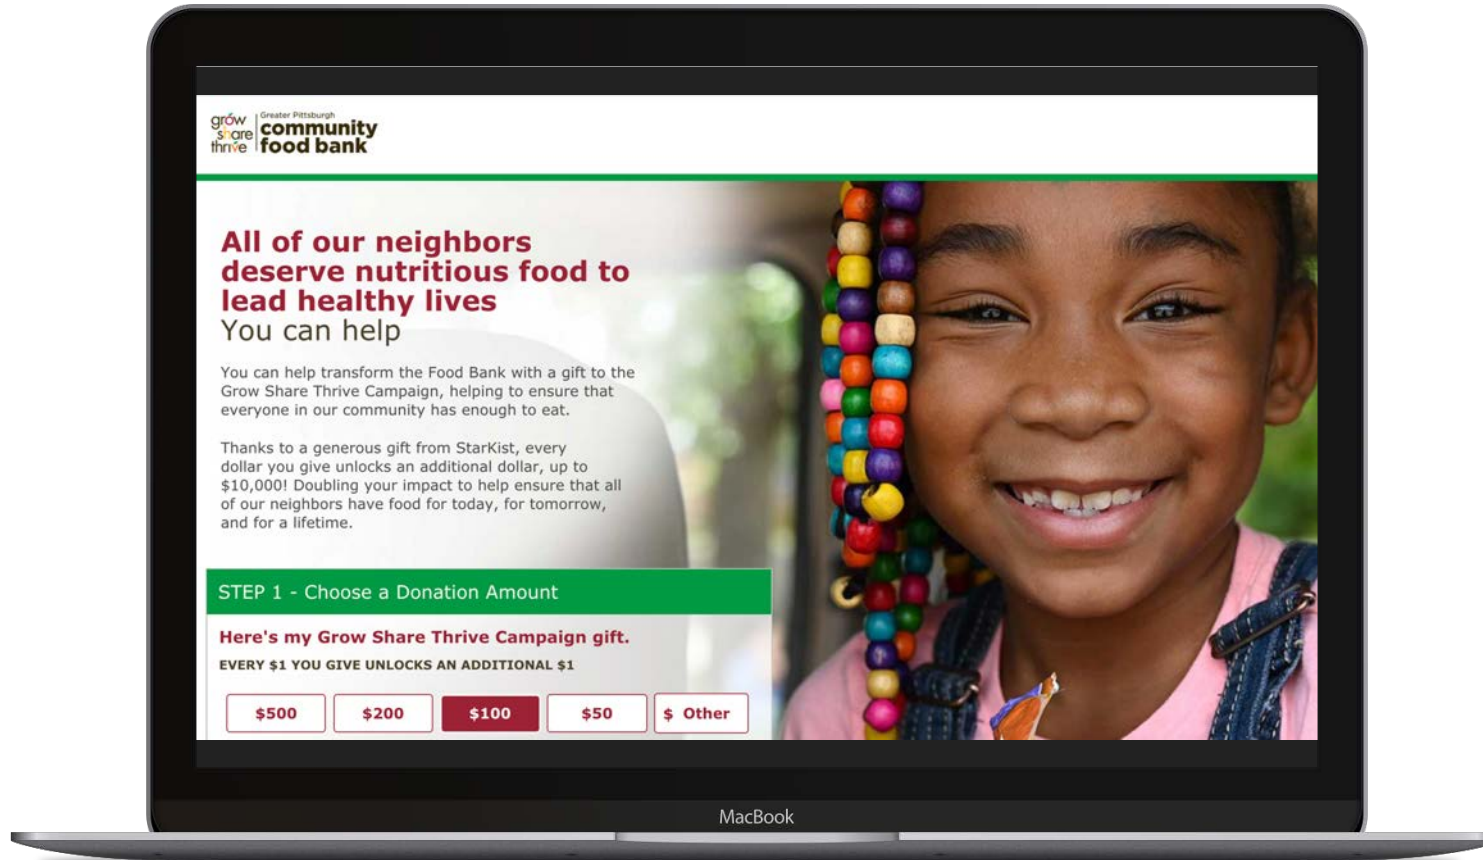 grow
share
thrive
Greater Pittsburgh
community
food bank
All of our neighbors
deserve nutritious food to
lead healthy lives
You can help
You can help transform the Food Bank with a gift to the
Grow Share Thrive Campaign, helping to ensure that
everyone in our community has enough to eat.
Thanks to a generous gift from StarKist, every
dollar you give unlocks an additional dollar, up to
$10,000! Doubling your impact to help ensure that all
of our neighbors have food for today, for tomorrow,
and for a lifetime.
STEP 1 - Choose a Donation Amount
Here's my Grow Share Thrive Campaign gift.
EVERY $1 YOU GIVE UNLOCKS AN ADDITIONAL $1
$500 $200 $100 $50 $ Other
MacBook